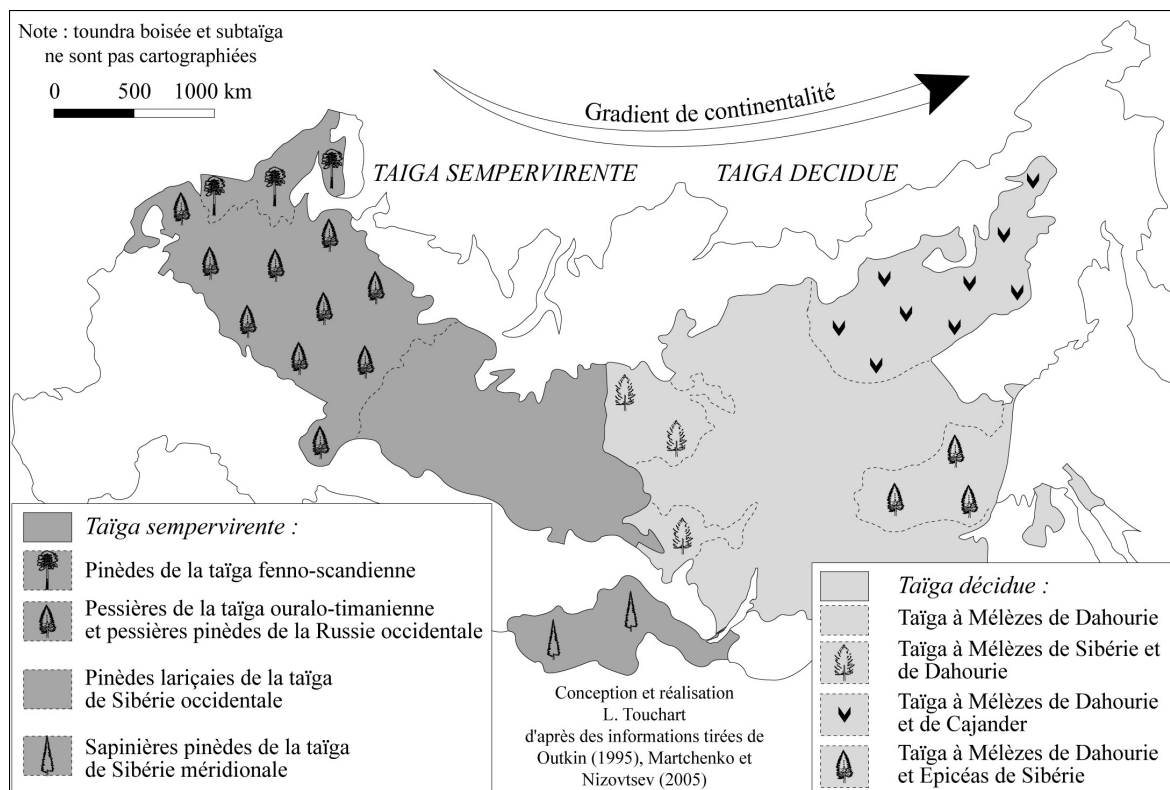 Note : toundra boisée et subtaïga
ne sont pas cartographiées
0 500 1000 km
Gradient de continentalité
TAIGA SEMPERVIRENTE
TAIGA DECIDUE
Taïga sempervirente :
Pinèdes de la taïga fenno-scandienne
Pessières de la taïga ouralo-timanienne
et pessières pinèdes de la Russie occidentale
Pinèdes lariçaies de la taïga
de Sibérie occidentale
Sapinières pinèdes de la taïga
de Sibérie méridionale
Conception et réalisation
L. Touchart
d'après des informations tirées de
Outkin (1995), Martchenko et
Nizovtsev (2005)
Taïga décidue :
Taïga à Mélèzes de Dahourie
Taïga à Mélèzes de Sibérie et
de Dahourie
Taïga à Mélèzes de Dahourie
et de Cajander
Taïga à Mélèzes de Dahourie
et Epicéas de Sibérie